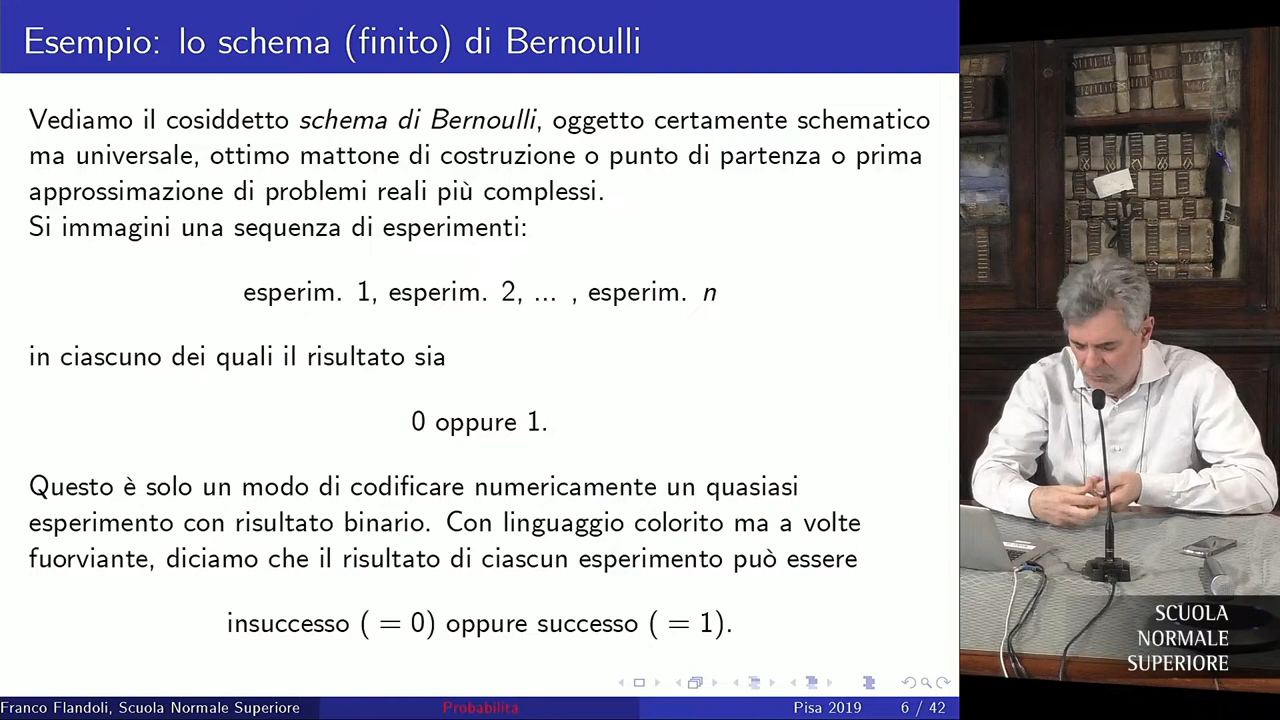 Esempio: lo schema (finito) di Bernoulli
Vediamo il cosiddetto schema di Bernoulli, oggetto certamente schematico
ma universale, ottimo mattone di costruzione o punto di partenza o prima
approssimazione di problemi reali più complessi.
Si immagini una sequenza di esperimenti:
esperim. 1, esperim. 2, ... , esperim. n
in ciascuno dei quali il risultato sia
0 oppure 1.
Questo è solo un modo di codificare numericamente un quasiasi
esperimento con risultato binario. Con linguaggio colorito ma a volte
fuorviante, diciamo che il risultato di ciascun esperimento può essere
insuccesso ( = 0) oppure successo ( = 1).
Franco Flandoli, Scuola Normale Superiore
Probabilità
Pisa 2019
6 / 42
SCUOLA
NORMALE
SUPERIORE